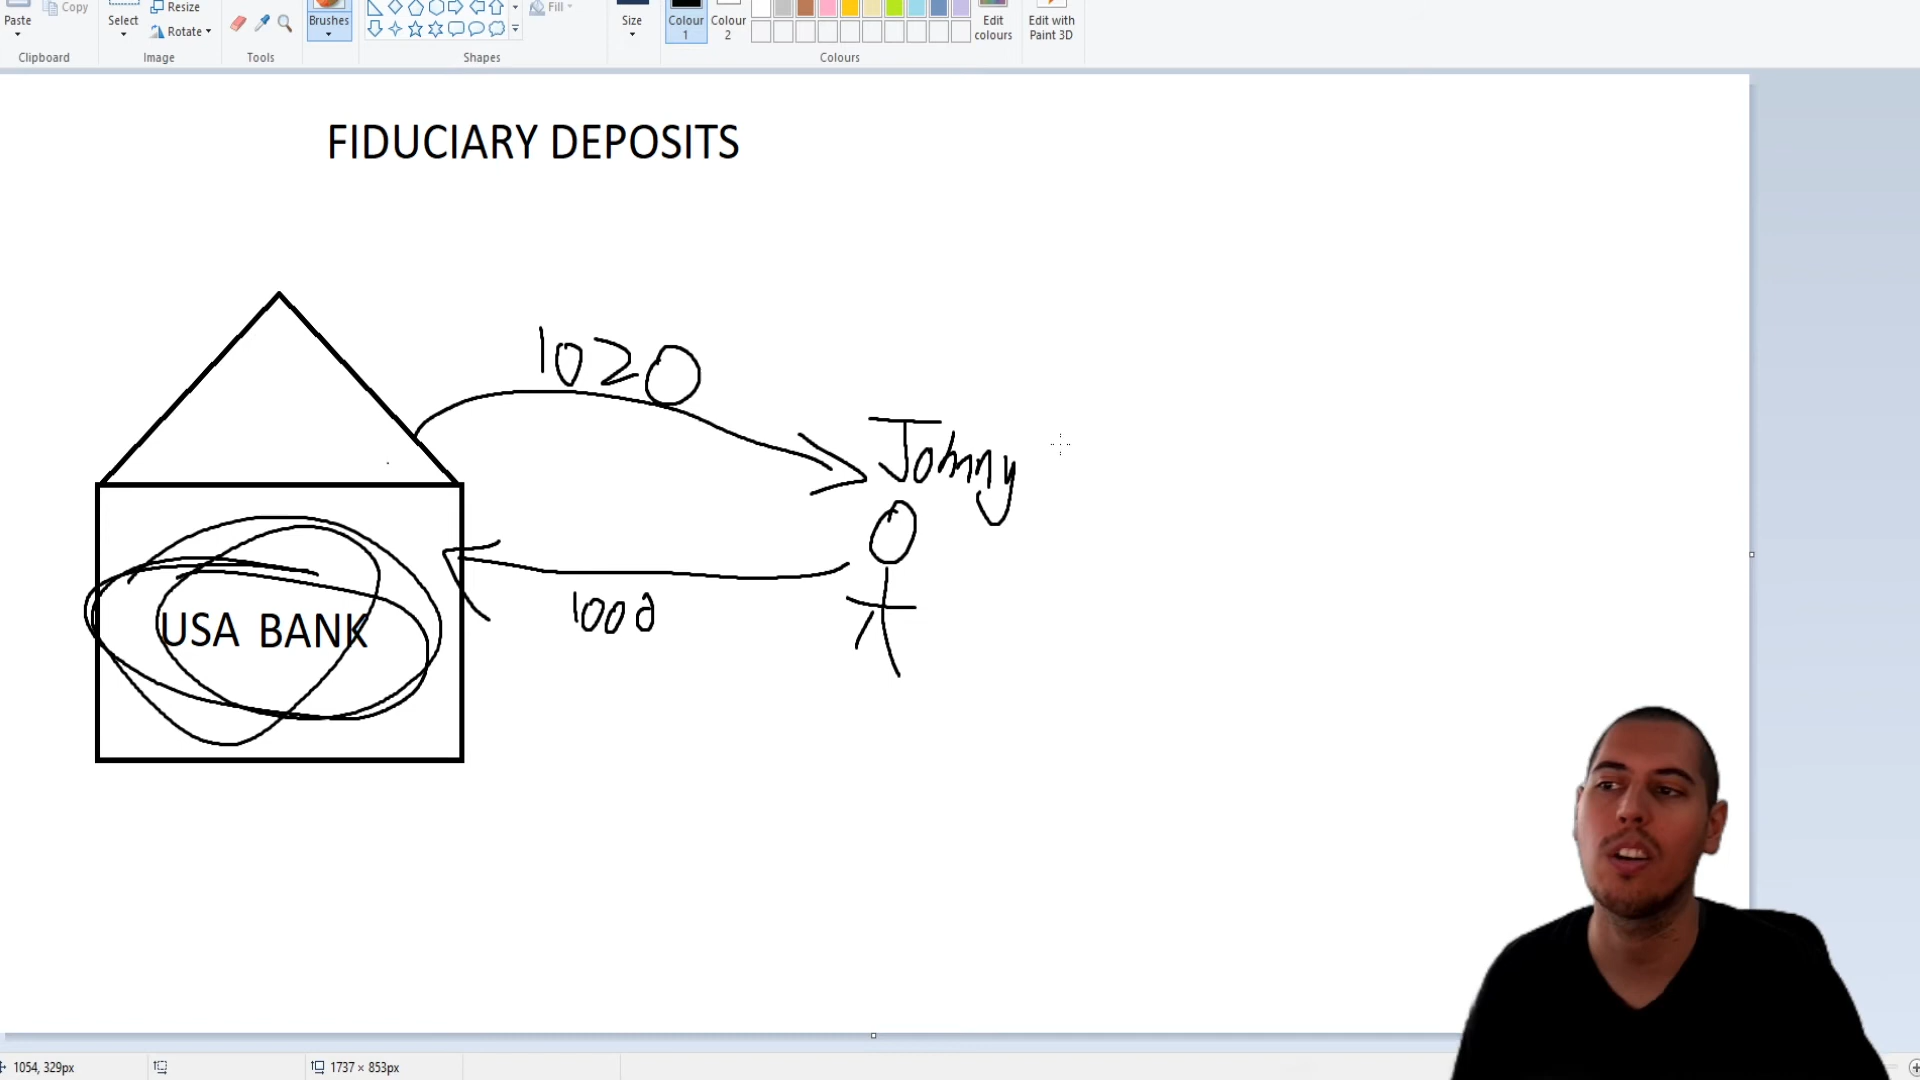 Paste
Copy
Select
Resize
Rotate
Brushes
Fill
Size
Colour 1
Colour 2
Edit colours
Edit with Paint 3D
Clipboard
Image
Tools
Shapes
Colours
FIDUCIARY DEPOSITS
1020
Johnny
1000
USA BANK
1054, 329px
1737 × 853px